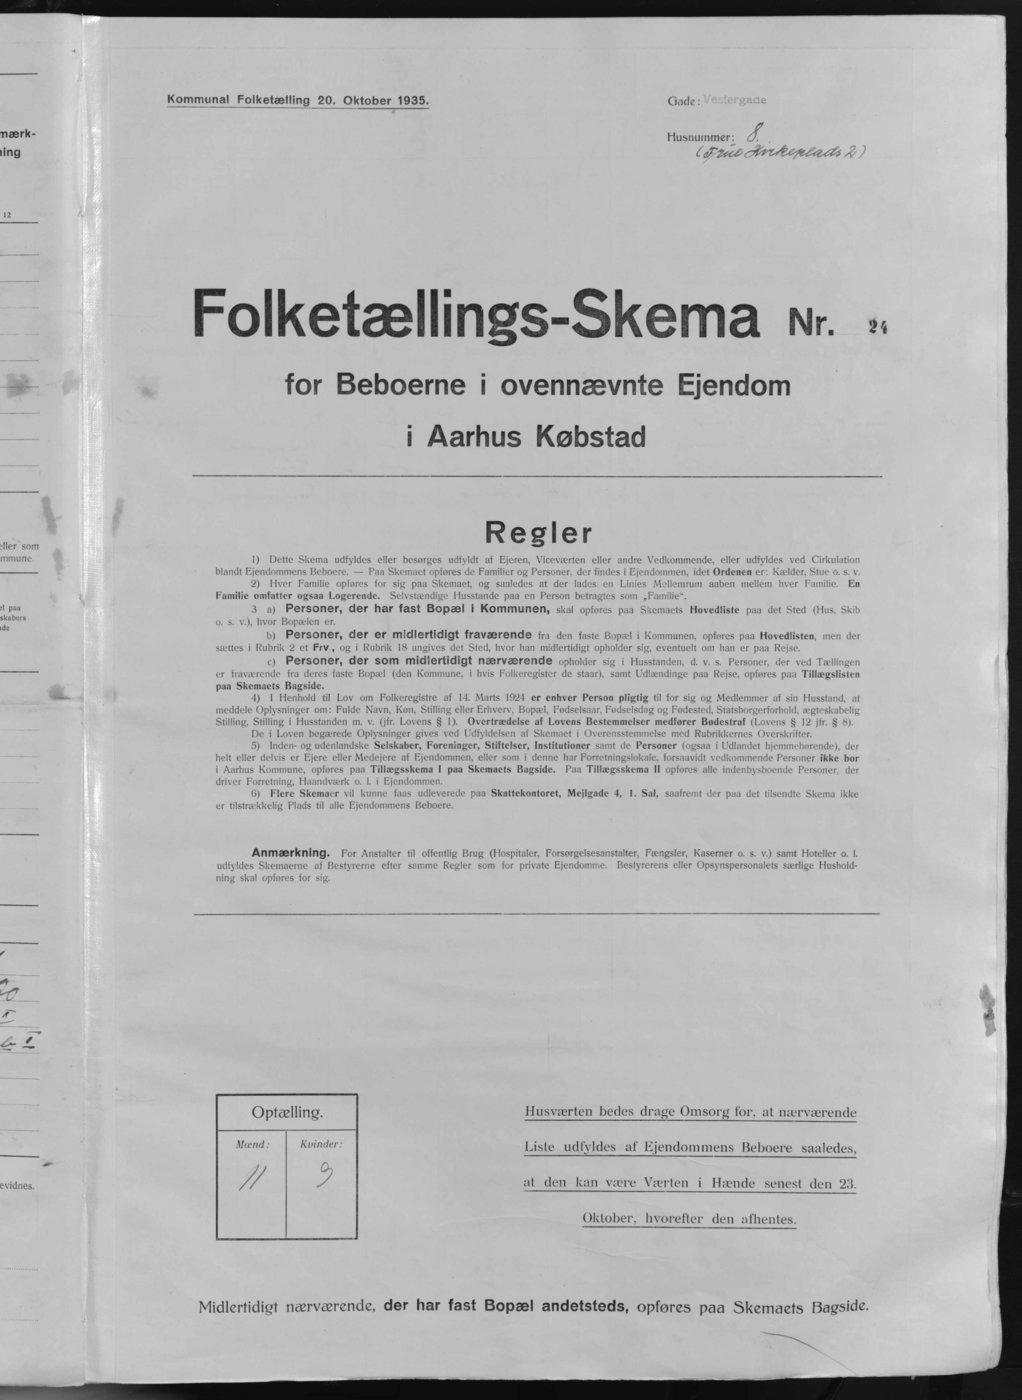 Kommunal Folketælling 20. Oktober 1935.
Gade: Vestergade
Husnummer: 8.
(Frue Kirkeplads 2)
Folketællings-Skema Nr. 24
for Beboerne i ovennævnte Ejendom
i Aarhus Købstad
Regler
1) Dette Skema udfyldes eller besørges udfyldt af Ejeren, Viceværten eller andre Vedkommende, eller udfyldes ved Cirkulation
blandt Ejendommens Beboere. — Paa Skemaet opføres de Familier og Personer, der findes i Ejendommen, idet Ordenen er: Kælder, Stue o. s. v.
2) Hver Familie opføres for sig paa Skemaet, og saaledes at der lades en Linies Mellemrum aaben mellem hver Familie. En
Familie omfatter ogsaa Logerende. Selvstændige Husstande paa en Person betragtes som „Familie“.
3 a) Personer, der har fast Bopæl i Kommunen, skal opføres paa Skemaets Hovedliste paa det Sted (Hus, Skib
o. s. v.), hvor Bopælen er.
b) Personer, der er midlertidigt fraværende fra den faste Bopæl i Kommunen, opføres paa Hovedlisten, men der
sættes i Rubrik 2 et Frv., og i Rubrik 18 angives det Sted, hvor han midlertidigt opholder sig, eventuelt om han er paa Rejse.
c) Personer, der som midlertidigt nærværende opholder sig i Husstanden, d. v. s. Personer, der ved Tællingen
er fraværende fra deres faste Bopæl (den Kommune, i hvis Folkeregister de staar), samt Udlændinge paa Rejse, opføres paa Tillægslisten
paa Skemaets Bagside.
4) I Henhold til Lov om Folkeregistre af 14. Marts 1924 er enhver Person pligtig til for sig og Medlemmer af sin Husstand, at
meddele Oplysninger om: Fulde Navn, Køn, Stilling eller Erhverv, Bopæl, Fødselsaar, Fødselsdag og Fødested, Statsborgerforhold, ægteskabelig
Stilling, Stilling i Husstanden m. v. (jfr. Lovens § 1). Overtrædelse af Lovens Bestemmelser medfører Bødestraf (Lovens § 12 jfr. § 8).
De i Loven begærede Oplysninger gives ved Udfyldelsen af Skemaet i Overensstemmelse med Rubrikkernes Overskrifter.
5) Inden- og udenlandske Selskaber, Foreninger, Stiftelser, Institutioner samt de Personer (ogsaa i Udlandet hjemmehørende), der
helt eller delvis er Ejere eller Medejere af Ejendommen, eller som i denne har Forretningslokale, forsaavidt vedkommende Personer ikke bor
i Aarhus Kommune, opføres paa Tillægsskema I paa Skemaets Bagside. Paa Tillægsskema II opføres alle indenbysboende Personer, der
driver Forretning, Haandværk o. l. i Ejendommen.
6) Flere Skemaer vil kunne faas udleverede paa Skattekontoret, Mejlgade 4, 1. Sal, saafremt der paa det tilsendte Skema ikke
er tilstrækkelig Plads til alle Ejendommens Beboere.
Anmærkning. For Anstalter til offentlig Brug (Hospitaler, Forsørgelsesanstalter, Fængsler, Kaserner o. s. v.) samt Hoteller o. l.
udfyldes Skemaerne af Bestyrerne efter samme Regler som for private Ejendomme. Bestyrerens eller Opsynspersonalets særlige Hushold-
ning skal opføres for sig.
Optælling.
Mænd: Kvinder:
11 9
Husværten bedes drage Omsorg for, at nærværende
Liste udfyldes af Ejendommens Beboere saaledes,
at den kan være Værten i Hænde senest den 23.
Oktober, hvorefter den afhentes.
Midlertidigt nærværende, der har fast Bopæl andetsteds, opføres paa Skemaets Bagside.